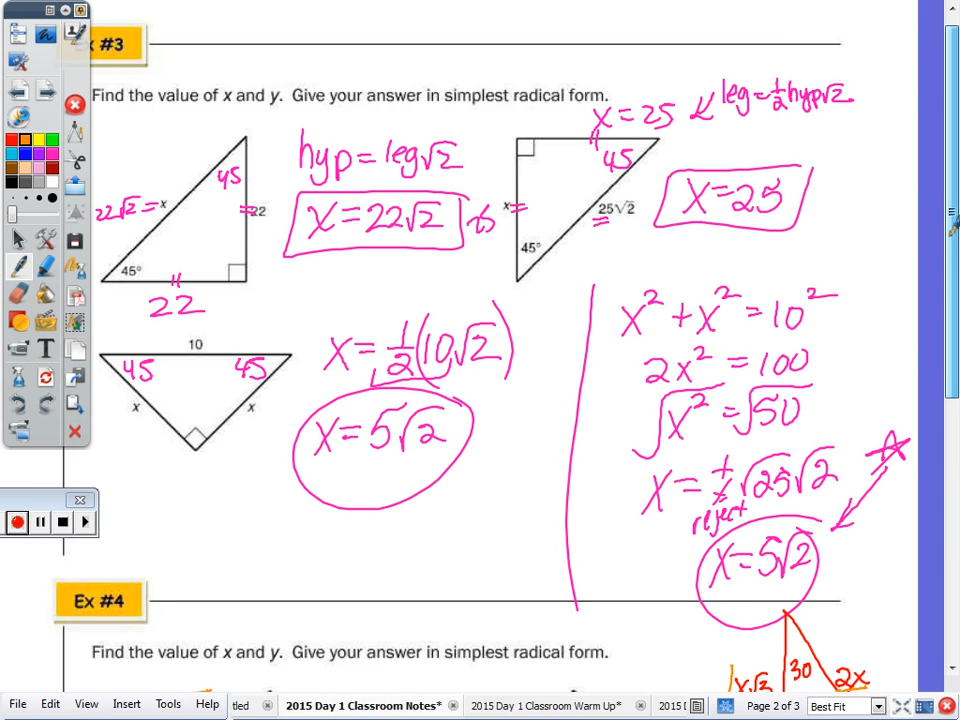 Ex #3
Find the value of x and y. Give your answer in simplest radical form.
x = 25
leg = 1/2 hyp√2
hyp = leg√2
x = 22√2
22√2 = x
45
22
45°
22
x
45
25√2
45°
x = 25
10
45
45
x
x
x = 1/2(10√2)
x = 5√2
x² + x² = 10²
2x² = 100
√x² = √50
x = ±√25√2
reject
x = 5√2
Ex #4
Find the value of x and y. Give your answer in simplest radical form.
x√3
30
2x
File Edit View Insert Tools Help
tled
2015 Day 1 Classroom Notes*
2015 Day 1 Classroom Warm Up*
2015 D
Page 2 of 3
Best Fit